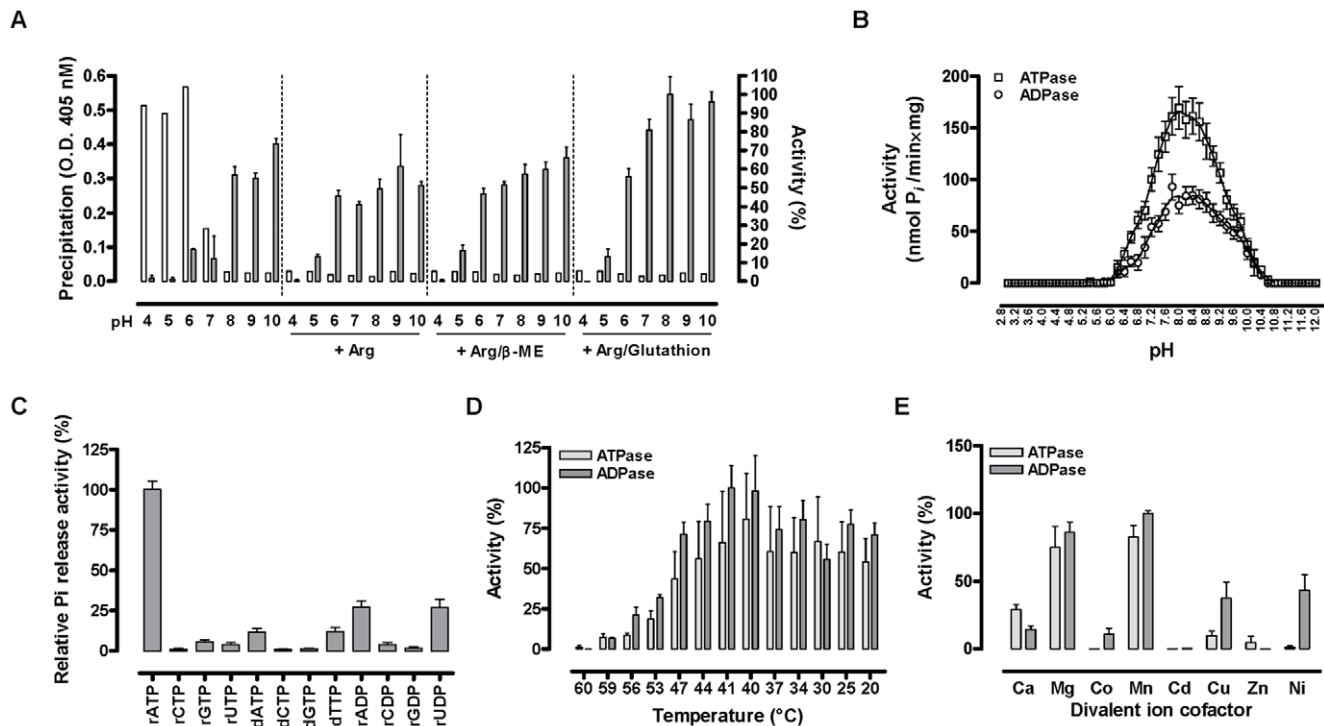 A
Precipitation (O.D. 405 nM)
0.6
0.5
0.4
0.3
0.2
0.1
0.0
110
100
90
80
70
60
50
40
30
20
10
0
Activity (%)
pH 4 5 6 7 8 9 10 4 5 6 7 8 9 10 4 5 6 7 8 9 10 4 5 6 7 8 9 10
+ Arg + Arg/β-ME + Arg/Glutathion
B
ATPase
ADPase
Activity
(nmol Pi /min×mg)
200
150
100
50
0
2.8 3.2 3.6 4.0 4.4 4.8 5.2 5.6 6.0 6.4 6.8 7.2 7.6 8.0 8.4 8.8 9.2 9.6 10.0 10.4 10.8 11.2 11.6 12.0
pH
C
Relative Pi release activity (%)
125
100
75
50
25
0
rATP rCTP rGTP rUTP dATP dCTP dGTP dTTP rADP rCDP rGDP rUDP
D
ATPase
ADPase
Activity (%)
125
100
75
50
25
0
60 59 56 53 47 44 41 40 37 34 30 25 20
Temperature (°C)
E
ATPase
ADPase
Activity (%)
150
100
50
0
Ca Mg Co Mn Cd Cu Zn Ni
Divalent ion cofactor